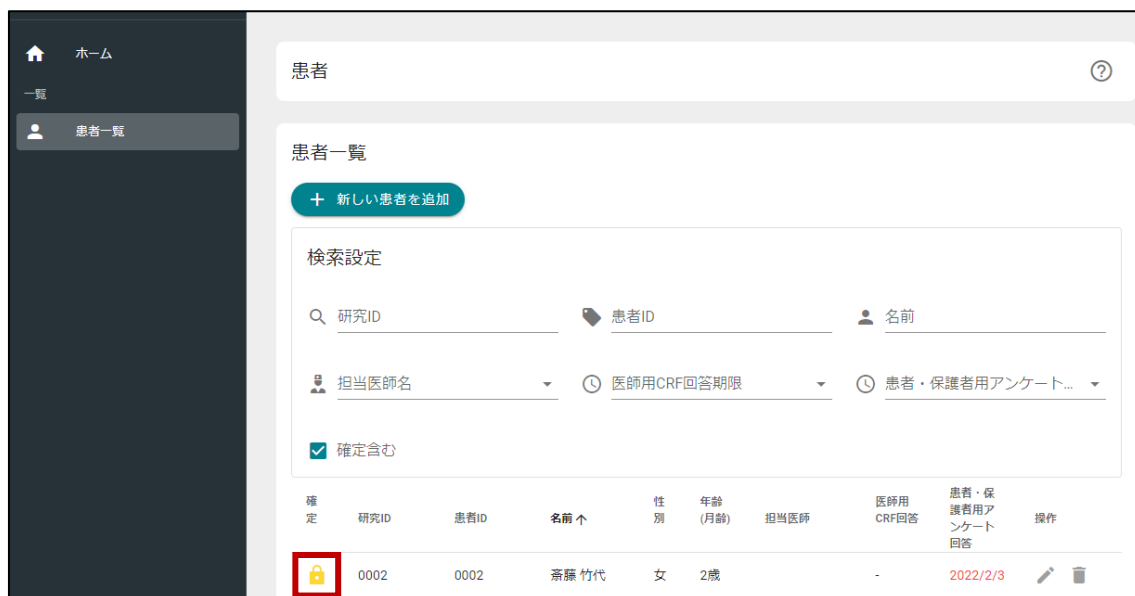 ホーム
一覧
患者一覧
患者
患者一覧
新しい患者を追加
検索設定
研究ID
患者ID
名前
担当医師名
医師用CRF回答期限
患者・保護者用アンケート...
確定含む
確定
研究ID
患者ID
名前
性別
年齢
(月齢)
担当医師
医師用
CRF回答
患者・保
護者用ア
ンケート
回答
操作
0002
0002
斎藤 竹代
女
2歳
-
2022/2/3